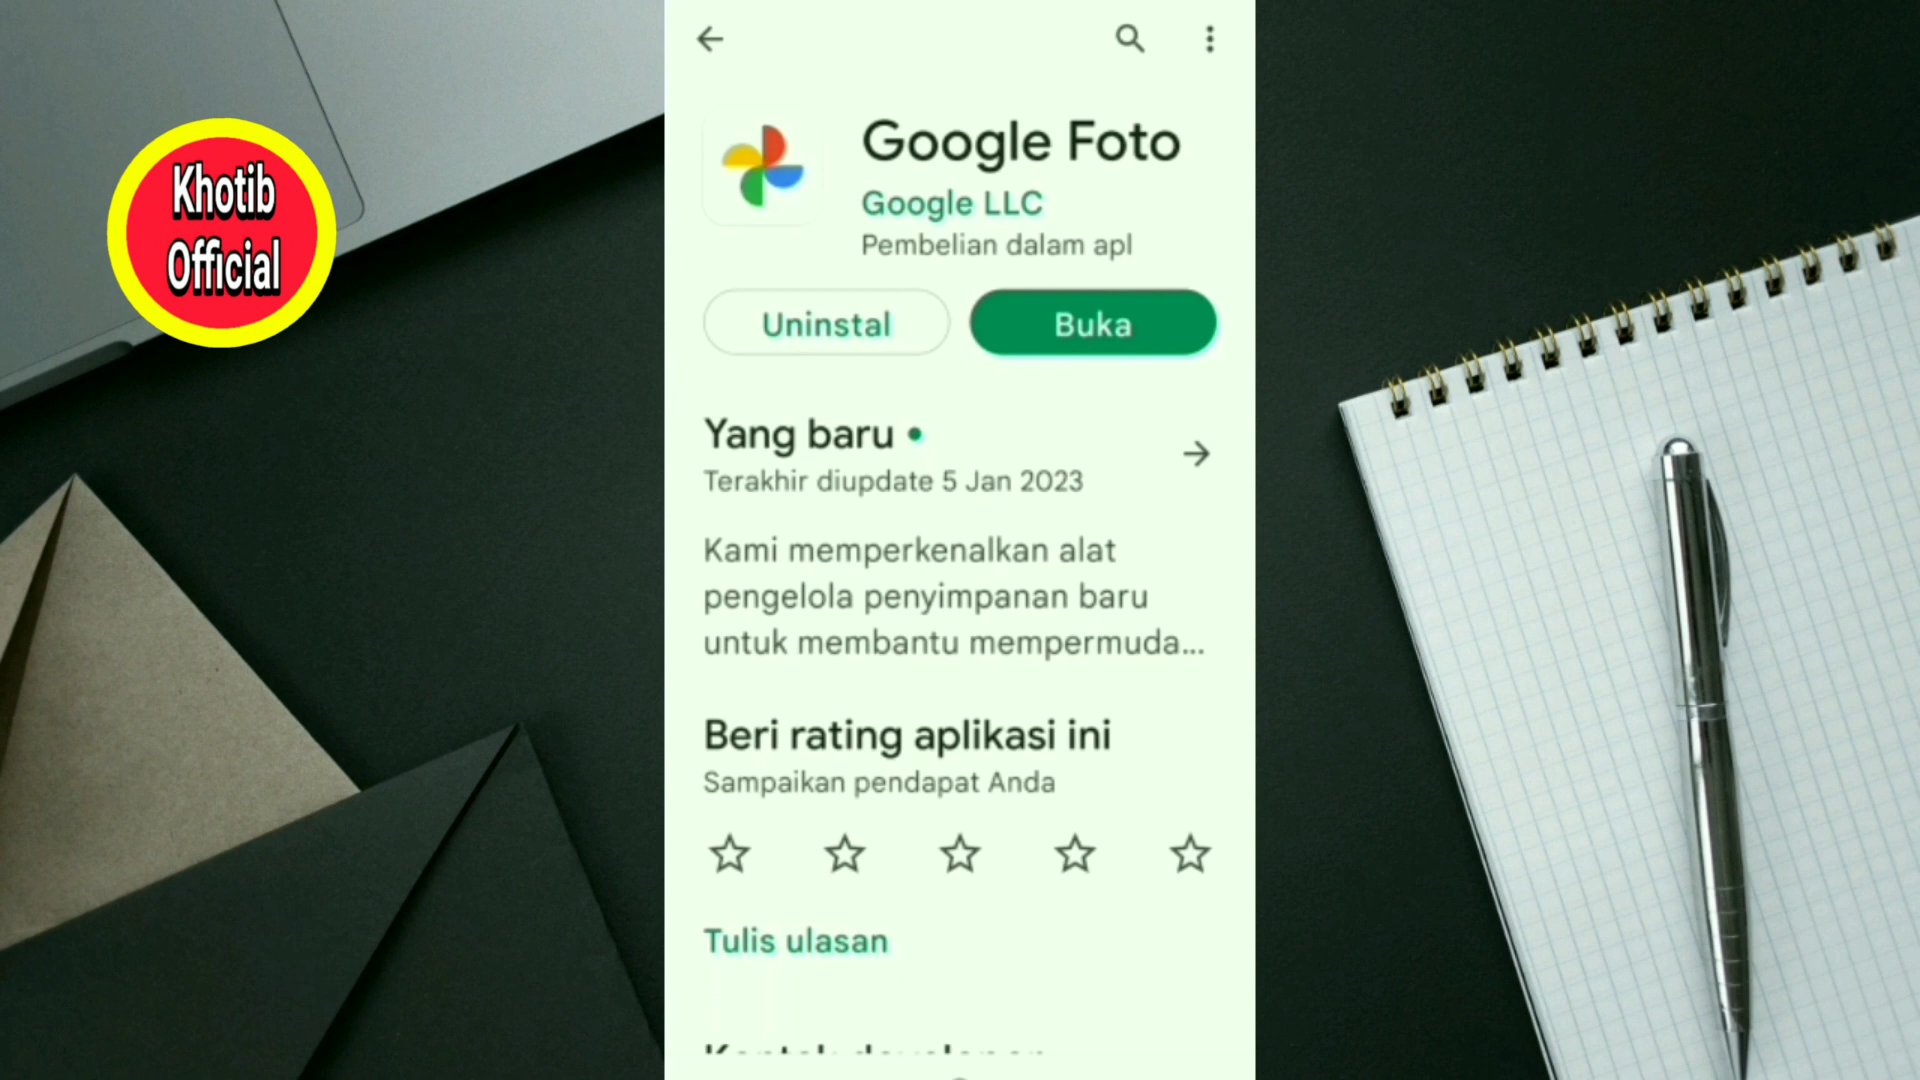 Khotib
Official
Google Foto
Google LLC
Pembelian dalam apl
Uninstal
Buka
Yang baru •
Terakhir diupdate 5 Jan 2023
Kami memperkenalkan alat
pengelola penyimpanan baru
untuk membantu mempermuda...
Beri rating aplikasi ini
Sampaikan pendapat Anda
Tulis ulasan